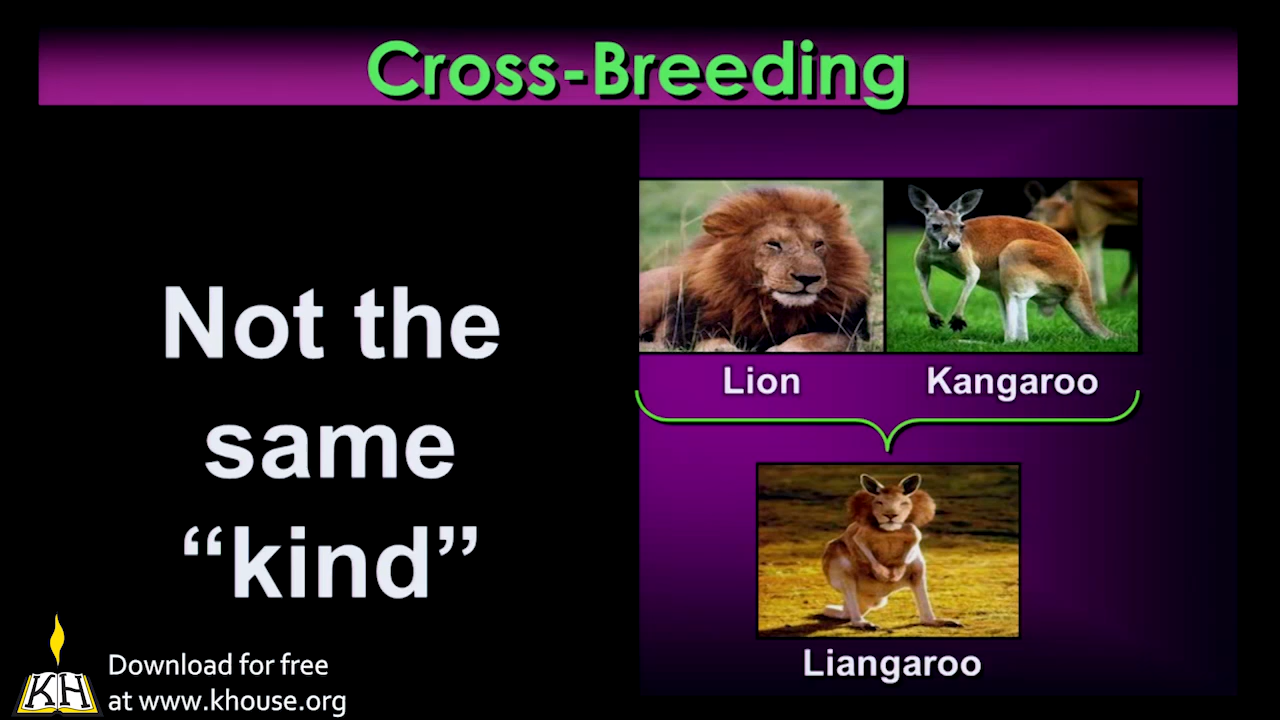 Cross-Breeding
Not the
same
“kind”
Lion
Kangaroo
Liangaroo
KH
Download for free
at www.khouse.org